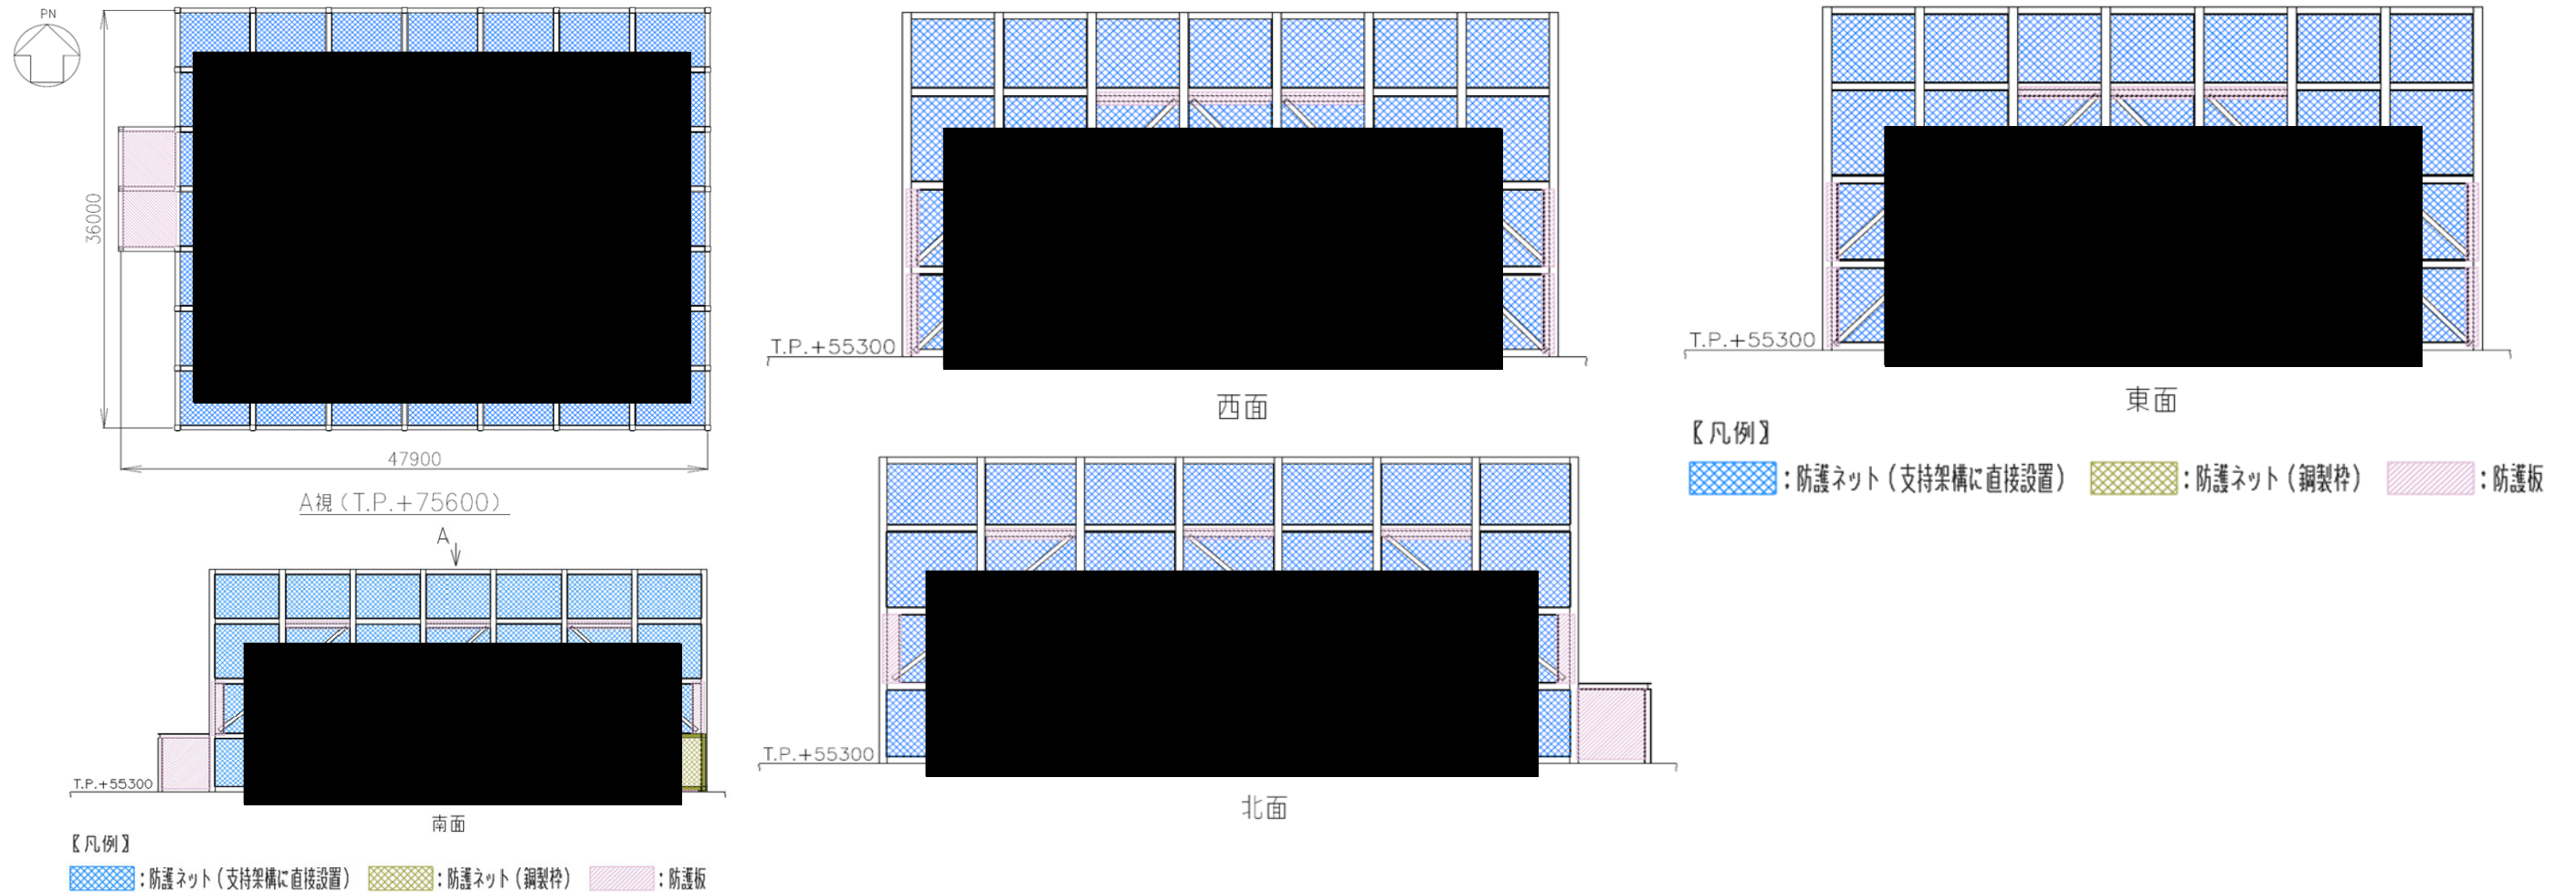 PN
36000
47900
A視（T.P.+75600）
A
T.P.+55300
南面
【凡例】
：防護ネット（支持架構に直接設置）　：防護ネット（鋼製枠）　：防護板
T.P.+55300
西面
T.P.+55300
北面
T.P.+55300
東面
【凡例】
：防護ネット（支持架構に直接設置）　：防護ネット（鋼製枠）　：防護板